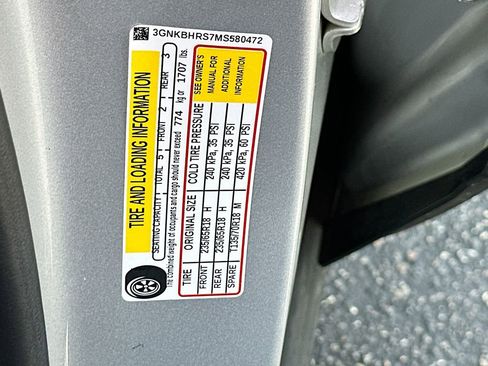 3GNKBHRS7MS580472
TIRE AND LOADING INFORMATION
SEATING CAPACITY TOTAL 5 FRONT 2 REAR 3
The combined weight of occupants and cargo should never exceed 774 kg or 1707 lbs.
TIRE ORIGINAL SIZE COLD TIRE PRESSURE
FRONT 235/65R18 H 240 kPa, 35 PSI
REAR 235/65R18 H 240 kPa, 35 PSI
SPARE T135/70R18 M 420 kPa, 60 PSI
SEE OWNER'S
MANUAL FOR
ADDITIONAL
INFORMATION